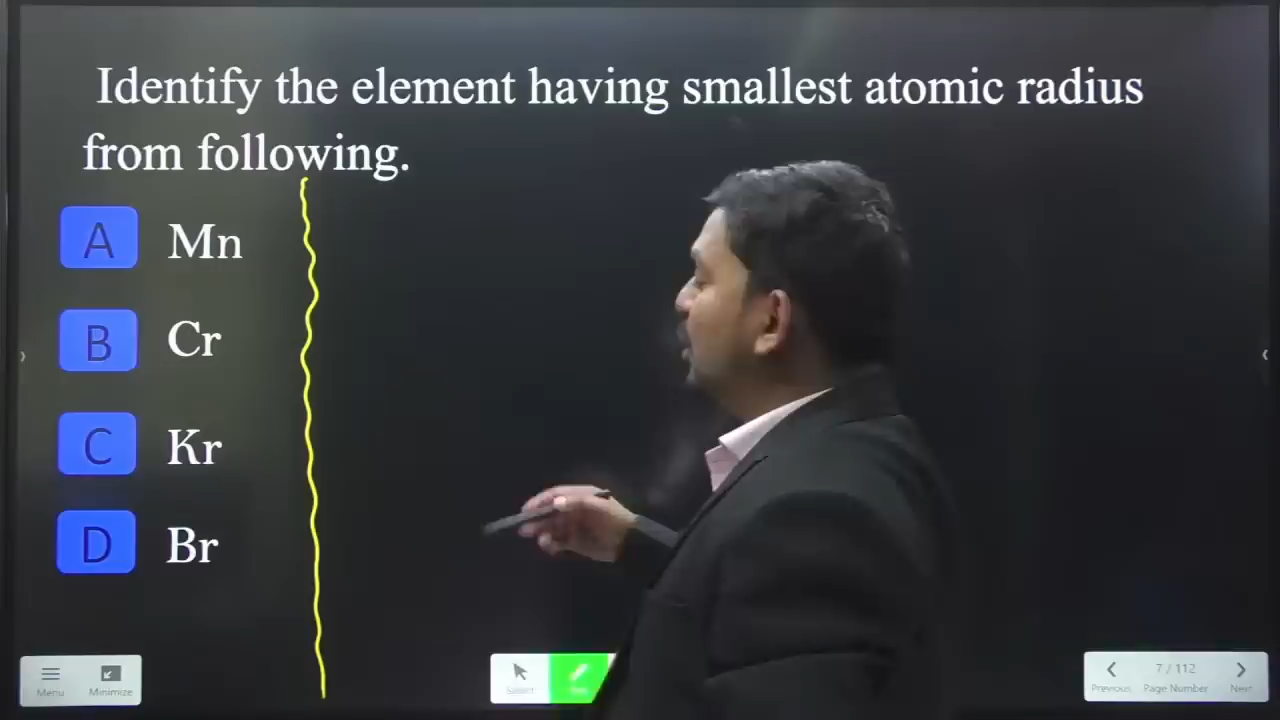 Identify the element having smallest atomic radius
from following.
A Mn
B Cr
C Kr
D Br
Menu
Minimize
Select
7 / 112
Previous
Page Number
Next